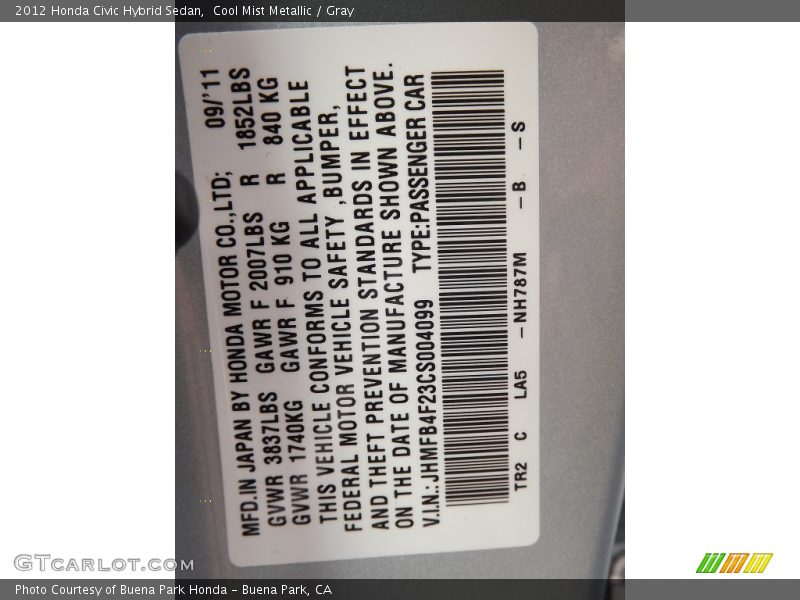 2012 Honda Civic Hybrid Sedan,  Cool Mist Metallic / Gray
MFD.IN JAPAN BY HONDA MOTOR CO.,LTD; 09/'11
GVWR 3837LBS GAWR F 2007LBS R 1852LBS
GVWR 1740KG GAWR F 910 KG R 840 KG
THIS VEHICLE CONFORMS TO ALL APPLICABLE
FEDERAL MOTOR VEHICLE SAFETY ,BUMPER,
AND THEFT PREVENTION STANDARDS IN EFFECT
ON THE DATE OF MANUFACTURE SHOWN ABOVE.
V.I.N.:JHMFB4F23CS004099 TYPE:PASSENGER CAR
TR2 C LA5 -NH787M -B -S
GTCARLOT.COM
Photo Courtesy of Buena Park Honda - Buena Park, CA